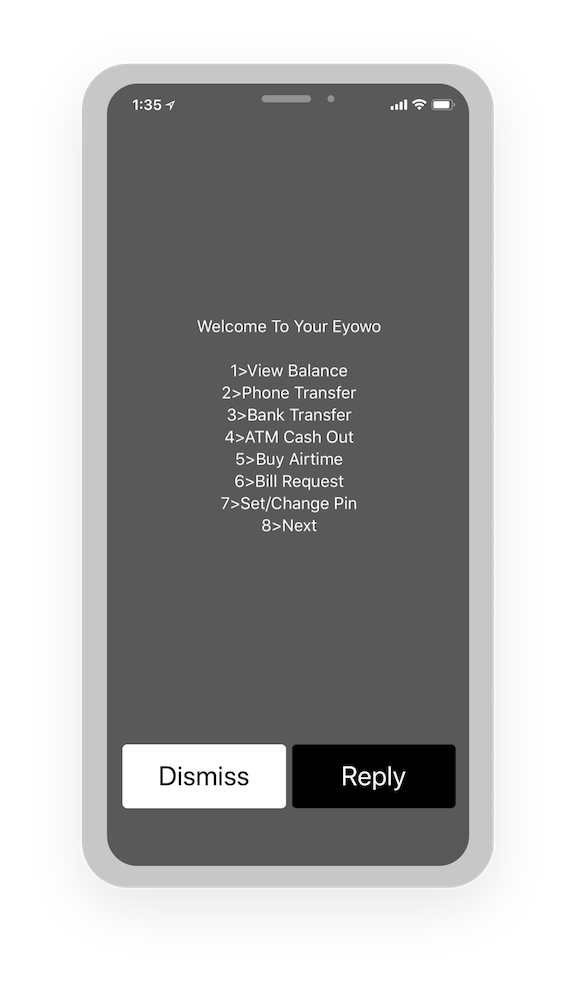 1:35
Welcome To Your Eyowo
1>View Balance
2>Phone Transfer
3>Bank Transfer
4>ATM Cash Out
5>Buy Airtime
6>Bill Request
7>Set/Change Pin
8>Next
Dismiss
Reply